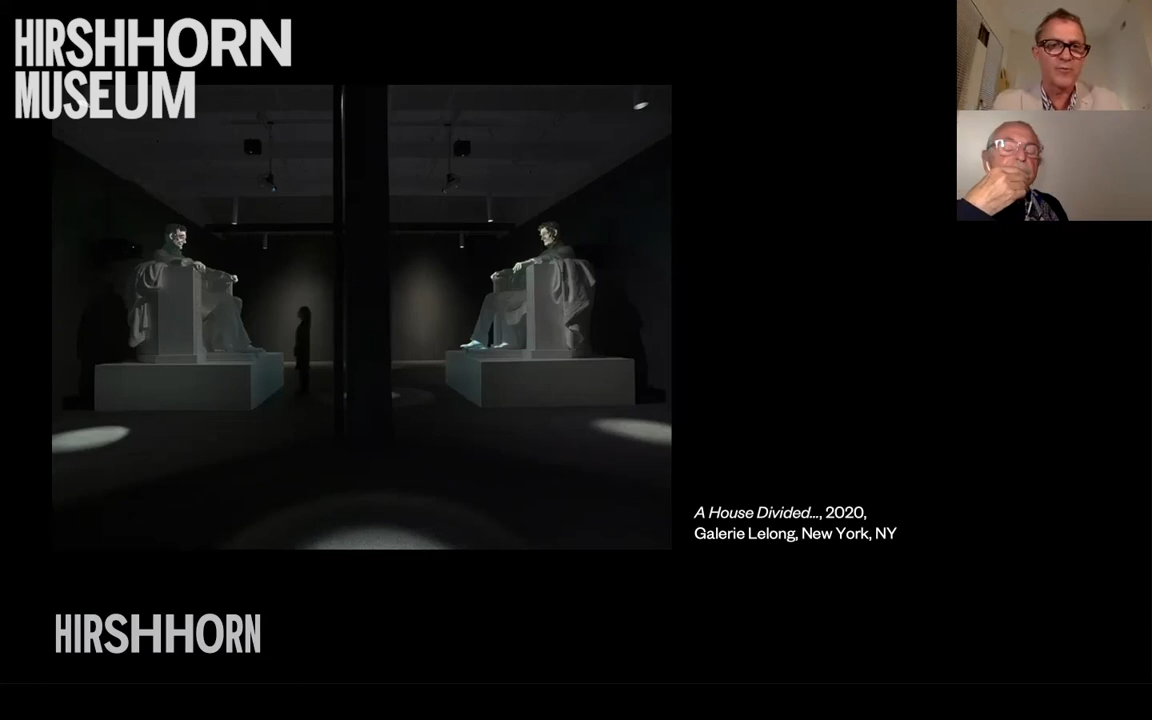 HIRSHHORN
MUSEUM
A House Divided..., 2020,
Galerie Lelong, New York, NY
HIRSHHORN